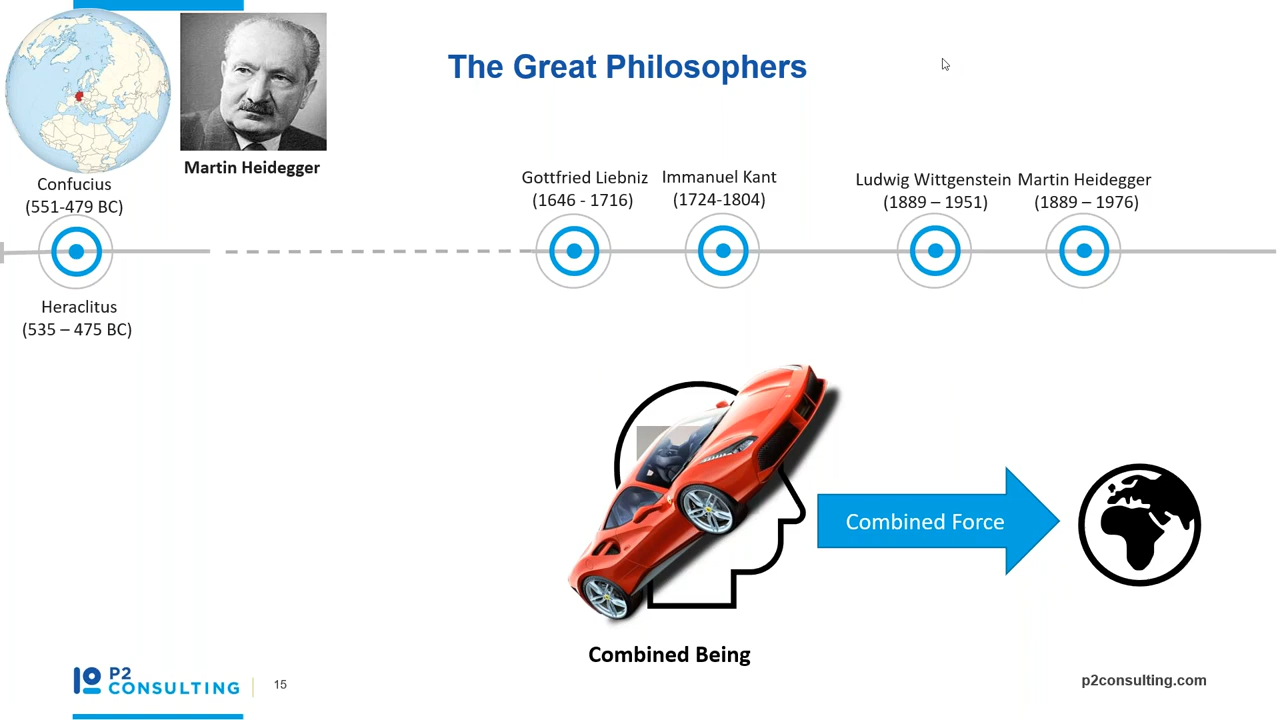 The Great Philosophers
Martin Heidegger
Confucius
(551-479 BC)
Gottfried Liebniz
(1646 - 1716)
Immanuel Kant
(1724-1804)
Ludwig Wittgenstein
(1889 – 1951)
Martin Heidegger
(1889 – 1976)
Heraclitus
(535 – 475 BC)
Combined Force
Combined Being
P2
CONSULTING
15
p2consulting.com